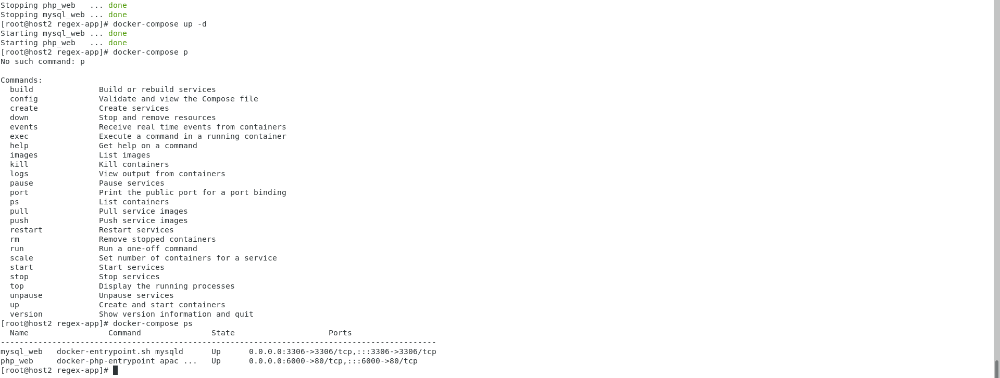 Stopping php_web   ... done
Stopping mysql_web ... done
[root@host2 regex-app]# docker-compose up -d
Starting mysql_web ... done
Starting php_web   ... done
[root@host2 regex-app]# docker-compose p
No such command: p

Commands:
  build              Build or rebuild services
  config             Validate and view the Compose file
  create             Create services
  down               Stop and remove resources
  events             Receive real time events from containers
  exec               Execute a command in a running container
  help               Get help on a command
  images             List images
  kill               Kill containers
  logs               View output from containers
  pause              Pause services
  port               Print the public port for a port binding
  ps                 List containers
  pull               Pull service images
  push               Push service images
  restart            Restart services
  rm                 Remove stopped containers
  run                Run a one-off command
  scale              Set number of containers for a service
  start              Start services
  stop               Stop services
  top                Display the running processes
  unpause            Unpause services
  up                 Create and start containers
  version            Show version information and quit
[root@host2 regex-app]# docker-compose ps
  Name                 Command               State                    Ports
---------------------------------------------------------------------------------------------
mysql_web   docker-entrypoint.sh mysqld      Up      0.0.0.0:3306->3306/tcp,:::3306->3306/tcp
php_web     docker-php-entrypoint apac ...   Up      0.0.0.0:6000->80/tcp,:::6000->80/tcp
[root@host2 regex-app]#